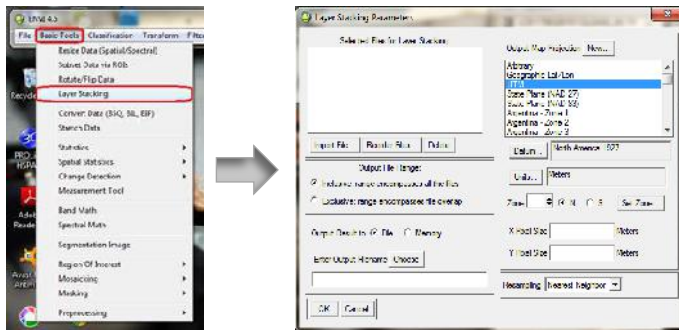 ENVI 4.5
File Basic Tools Classification Transform Filter
Resize Data (Spatial/Spectral)
Subset Data via ROIs
Rotate/Flip Data
Layer Stacking
Convert Data (BSQ, BIL, BIP)
Stretch Data
Statistics
Spatial Statistics
Change Detection
Measurement Tool
Band Math
Spectral Math
Segmentation Image
Region Of Interest
Mosaicking
Masking
Preprocessing
Layer Stacking Parameters
Selected Files for Layer Stacking:
Import File... Reorder Files... Delete
Output File Range:
Inclusive: range encompasses all the files
Exclusive: range encompasses file overlap
Output Result to File Memory
Enter Output Filename Choose
OK Cancel
Output Map Projection New...
Arbitrary
Geographic Lat/Lon
UTM
State Plane (NAD 27)
State Plane (NAD 83)
Argentina - Zone 1
Argentina - Zone 2
Argentina - Zone 3
Datum... North America 1927
Units... Meters
Zone N S Set Zone...
X Pixel Size Meters
Y Pixel Size Meters
Resampling Nearest Neighbor